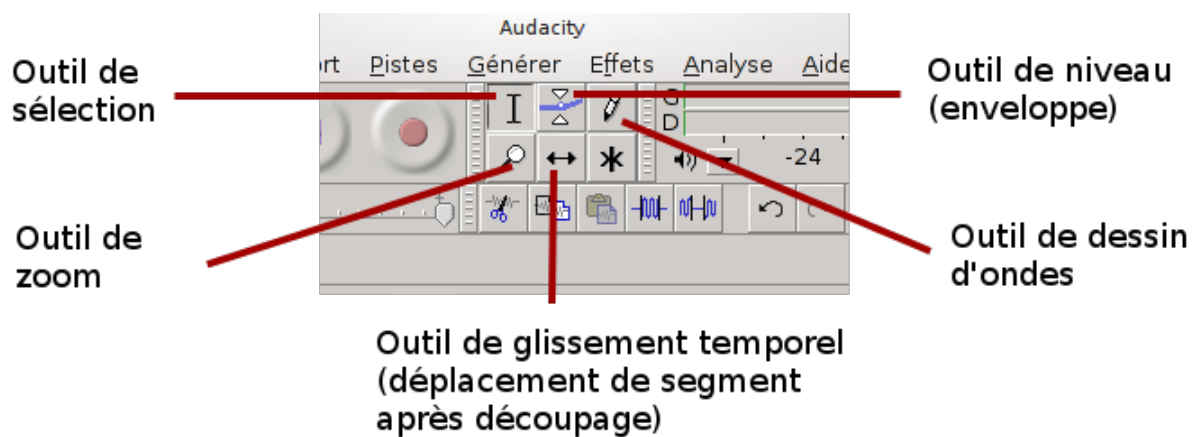 Audacity
Pistes Générer Effets Analyse Aide
Outil de
sélection
Outil de niveau
(enveloppe)
G
D
-24
Outil de
zoom
Outil de dessin
d'ondes
Outil de glissement temporel
(déplacement de segment
après découpage)